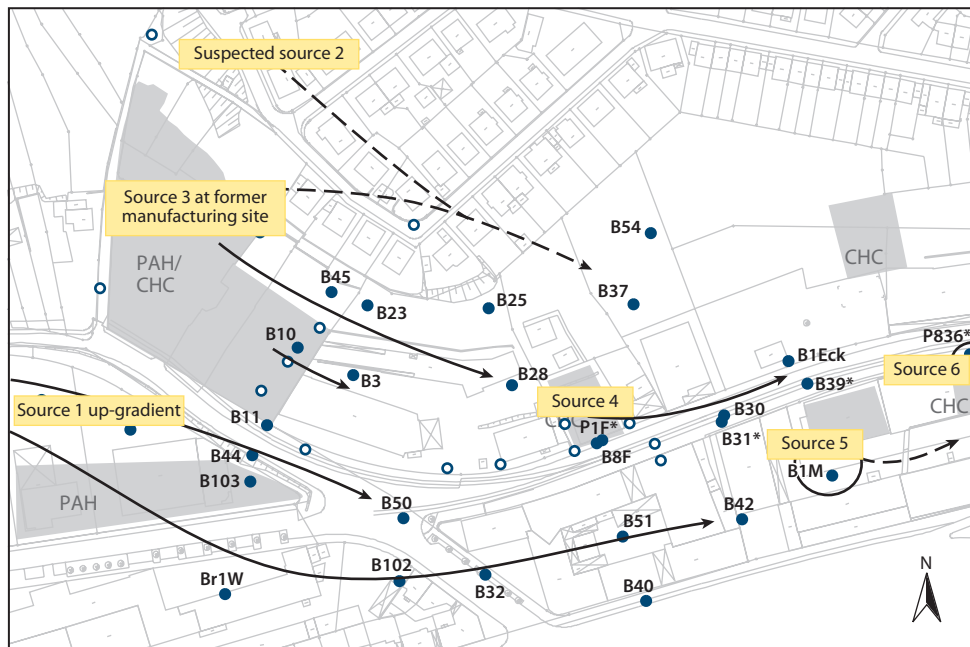 Suspected source 2
Source 3 at former
manufacturing site
B54
PAH/
CHC
CHC
B45
B23
B25
B37
B10
P836*
B1Eck
B3
B28
B39*
Source 6
Source 1 up-gradient
Source 4
CHC
B11
P1F*
B30
B31*
Source 5
B44
B8F
B1M
B103
PAH
B50
B51
B42
B102
Br1W
B32
B40
N